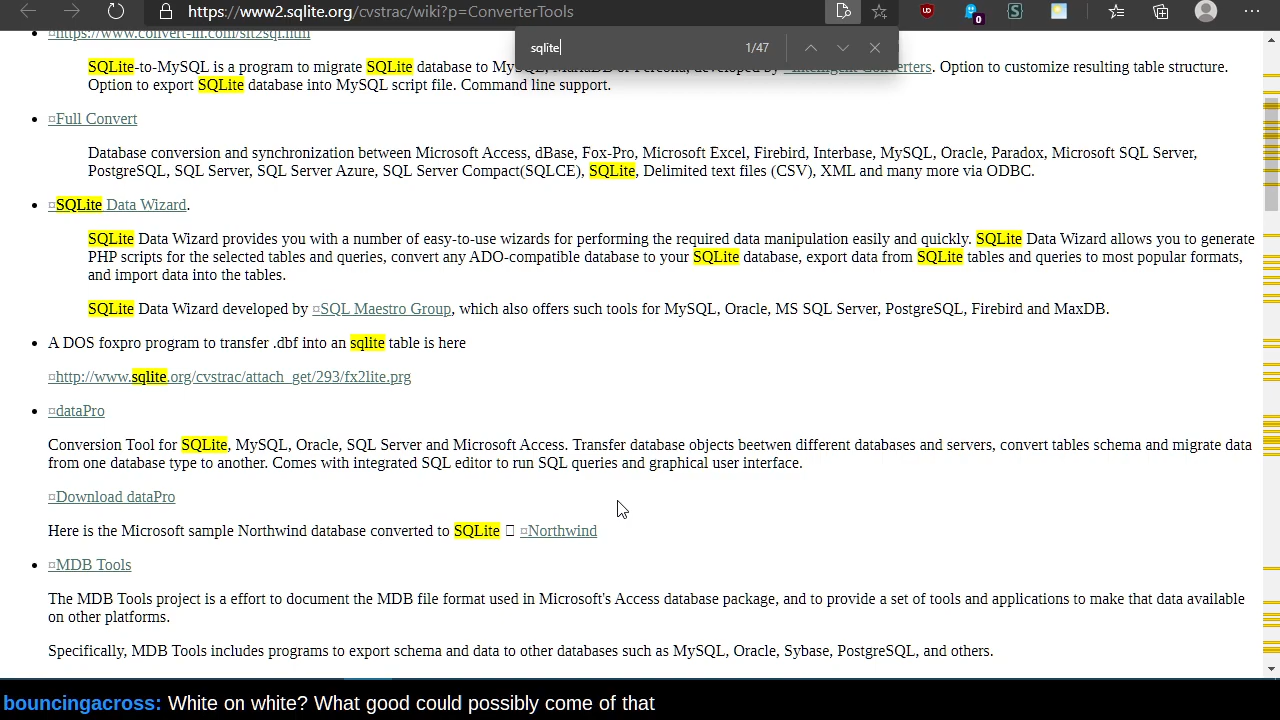 https://www2.sqlite.org/cvstrac/wiki?p=ConverterTools
0
sqlite
1/47
¤https://www.convert-in.com/slt2sql.htm
SQLite-to-MySQL is a program to migrate SQLite database to MySQL, MariaDB or Percona, developed by ¤Intelligent Converters. Option to customize resulting table structure.
Option to export SQLite database into MySQL script file. Command line support.
¤Full Convert
Database conversion and synchronization between Microsoft Access, dBase, Fox-Pro, Microsoft Excel, Firebird, Interbase, MySQL, Oracle, Paradox, Microsoft SQL Server,
PostgreSQL, SQL Server, SQL Server Azure, SQL Server Compact(SQLCE), SQLite, Delimited text files (CSV), XML and many more via ODBC.
¤SQLite Data Wizard.
SQLite Data Wizard provides you with a number of easy-to-use wizards for performing the required data manipulation easily and quickly. SQLite Data Wizard allows you to generate
PHP scripts for the selected tables and queries, convert any ADO-compatible database to your SQLite database, export data from SQLite tables and queries to most popular formats,
and import data into the tables.
SQLite Data Wizard developed by ¤SQL Maestro Group, which also offers such tools for MySQL, Oracle, MS SQL Server, PostgreSQL, Firebird and MaxDB.
A DOS foxpro program to transfer .dbf into an sqlite table is here
¤http://www.sqlite.org/cvstrac/attach_get/293/fx2lite.prg
¤dataPro
Conversion Tool for SQLite, MySQL, Oracle, SQL Server and Microsoft Access. Transfer database objects beetwen different databases and servers, convert tables schema and migrate data
from one database type to another. Comes with integrated SQL editor to run SQL queries and graphical user interface.
¤Download dataPro
Here is the Microsoft sample Northwind database converted to SQLite ¤Northwind
¤MDB Tools
The MDB Tools project is a effort to document the MDB file format used in Microsoft's Access database package, and to provide a set of tools and applications to make that data available
on other platforms.
Specifically, MDB Tools includes programs to export schema and data to other databases such as MySQL, Oracle, Sybase, PostgreSQL, and others.
bouncingacross: White on white? What good could possibly come of that